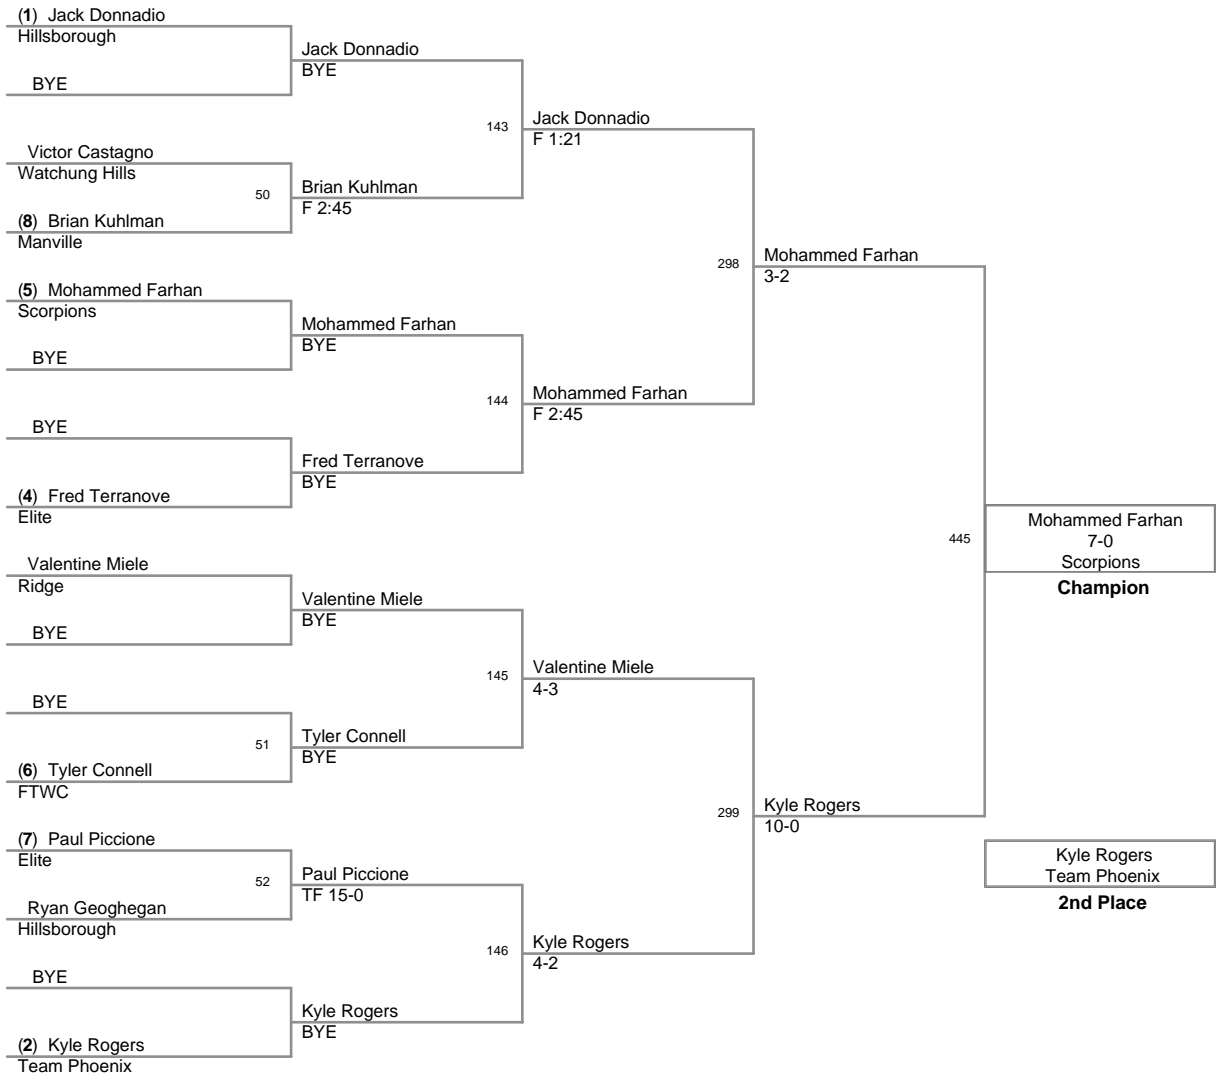 (1) Jack Donnadio
Hillsborough
BYE
Victor Castagno
Watchung Hills
50
(8) Brian Kuhlman
Manville
(5) Mohammed Farhan
Scorpions
BYE
BYE
(4) Fred Terranove
Elite
Valentine Miele
Ridge
BYE
BYE
51
(6) Tyler Connell
FTWC
(7) Paul Piccione
Elite
52
Ryan Geoghegan
Hillsborough
BYE
(2) Kyle Rogers
Team Phoenix
Jack Donnadio
BYE
143
Brian Kuhlman
F 2:45
Mohammed Farhan
BYE
144
Fred Terranove
BYE
Valentine Miele
BYE
145
Tyler Connell
BYE
Paul Piccione
TF 15-0
146
Kyle Rogers
BYE
Jack Donnadio
F 1:21
298
Mohammed Farhan
F 2:45
Valentine Miele
4-3
299
Kyle Rogers
4-2
Mohammed Farhan
3-2
445
Kyle Rogers
10-0
Mohammed Farhan
7-0
Scorpions
Champion
Kyle Rogers
Team Phoenix
2nd Place